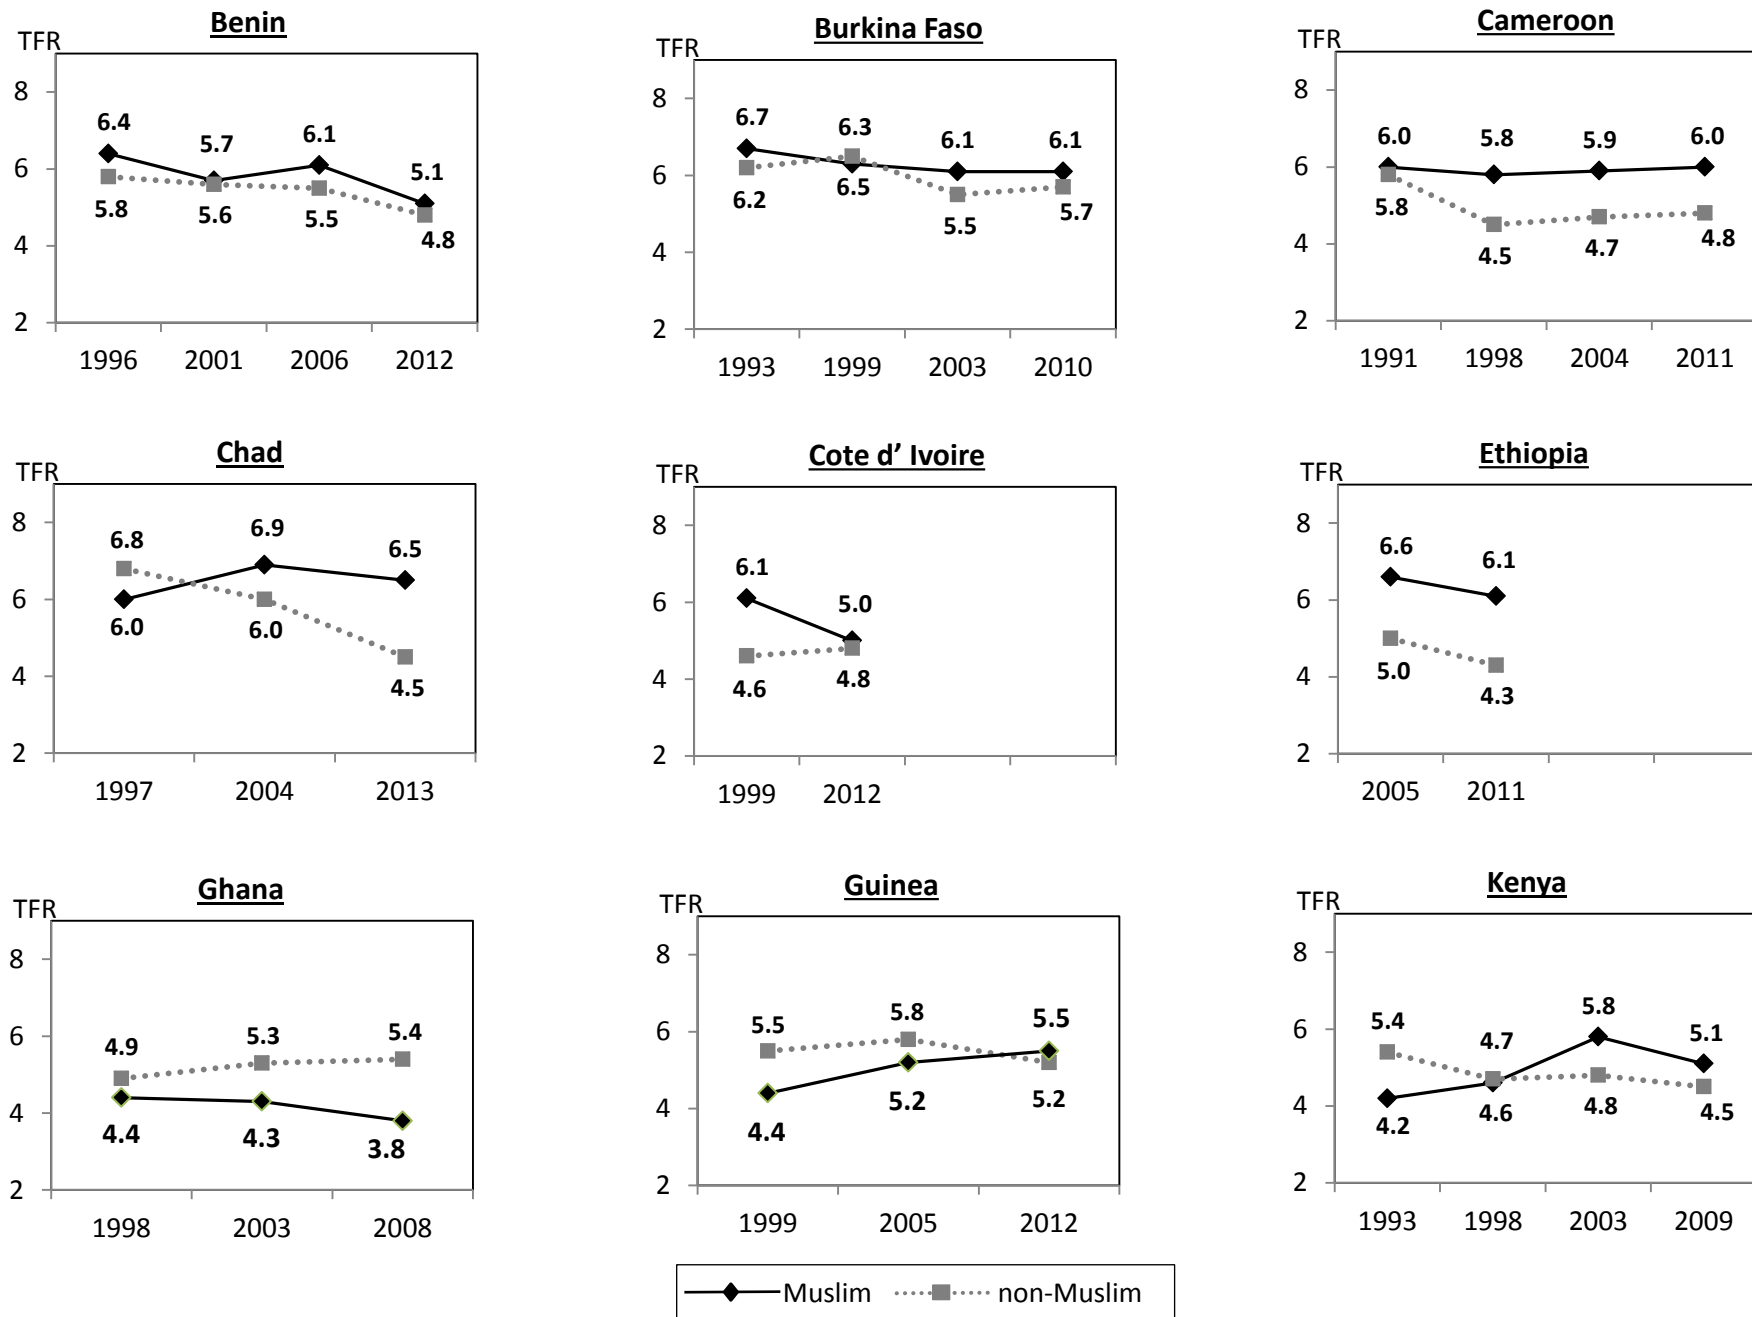 Benin
TFR
8
6
4
2
6.4 5.7 6.1 5.1
5.8 5.6 5.5 4.8
1996 2001 2006 2012
Burkina Faso
TFR
8
6
4
2
6.7 6.3 6.1 6.1
6.2 6.5 5.5 5.7
1993 1999 2003 2010
Cameroon
TFR
8
6
4
2
6.0 5.8 5.9 6.0
5.8 4.5 4.7 4.8
1991 1998 2004 2011
Chad
TFR
8
6
4
2
6.8 6.9 6.5
6.0 6.0 4.5
1997 2004 2013
Cote d’ Ivoire
TFR
8
6
4
2
6.1 5.0
4.6 4.8
1999 2012
Ethiopia
TFR
8
6
4
2
6.6 6.1
5.0 4.3
2005 2011
Ghana
TFR
8
6
4
2
4.9 5.3 5.4
4.4 4.3 3.8
1998 2003 2008
Guinea
TFR
8
6
4
2
5.5 5.8 5.5
4.4 5.2 5.2
1999 2005 2012
Kenya
TFR
8
6
4
2
5.4 4.7 5.8 5.1
4.2 4.6 4.8 4.5
1993 1998 2003 2009
Muslim non-Muslim